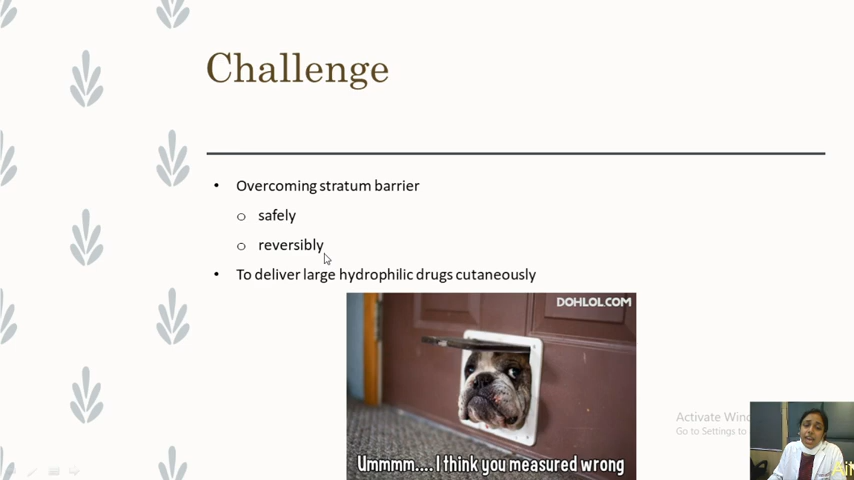 Challenge
• Overcoming stratum barrier
o safely
o reversibly
• To deliver large hydrophilic drugs cutaneously
DOHLOL.COM
Ummmm.... I think you measured wrong
Activate Wind
Go to Settings to